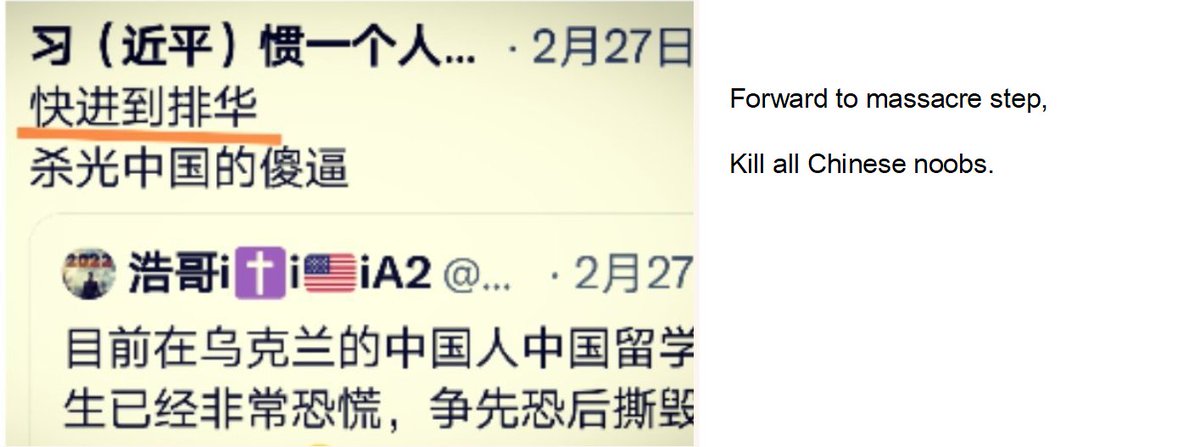 习（近平）惯一个人... · 2月27日
快进到排华
杀光中国的傻逼
浩哥i✝️i🇺🇸iA2 @... · 2月27
目前在乌克兰的中国人中国留学
生已经非常恐慌，争先恐后撕毁
Forward to massacre step,
Kill all Chinese noobs.